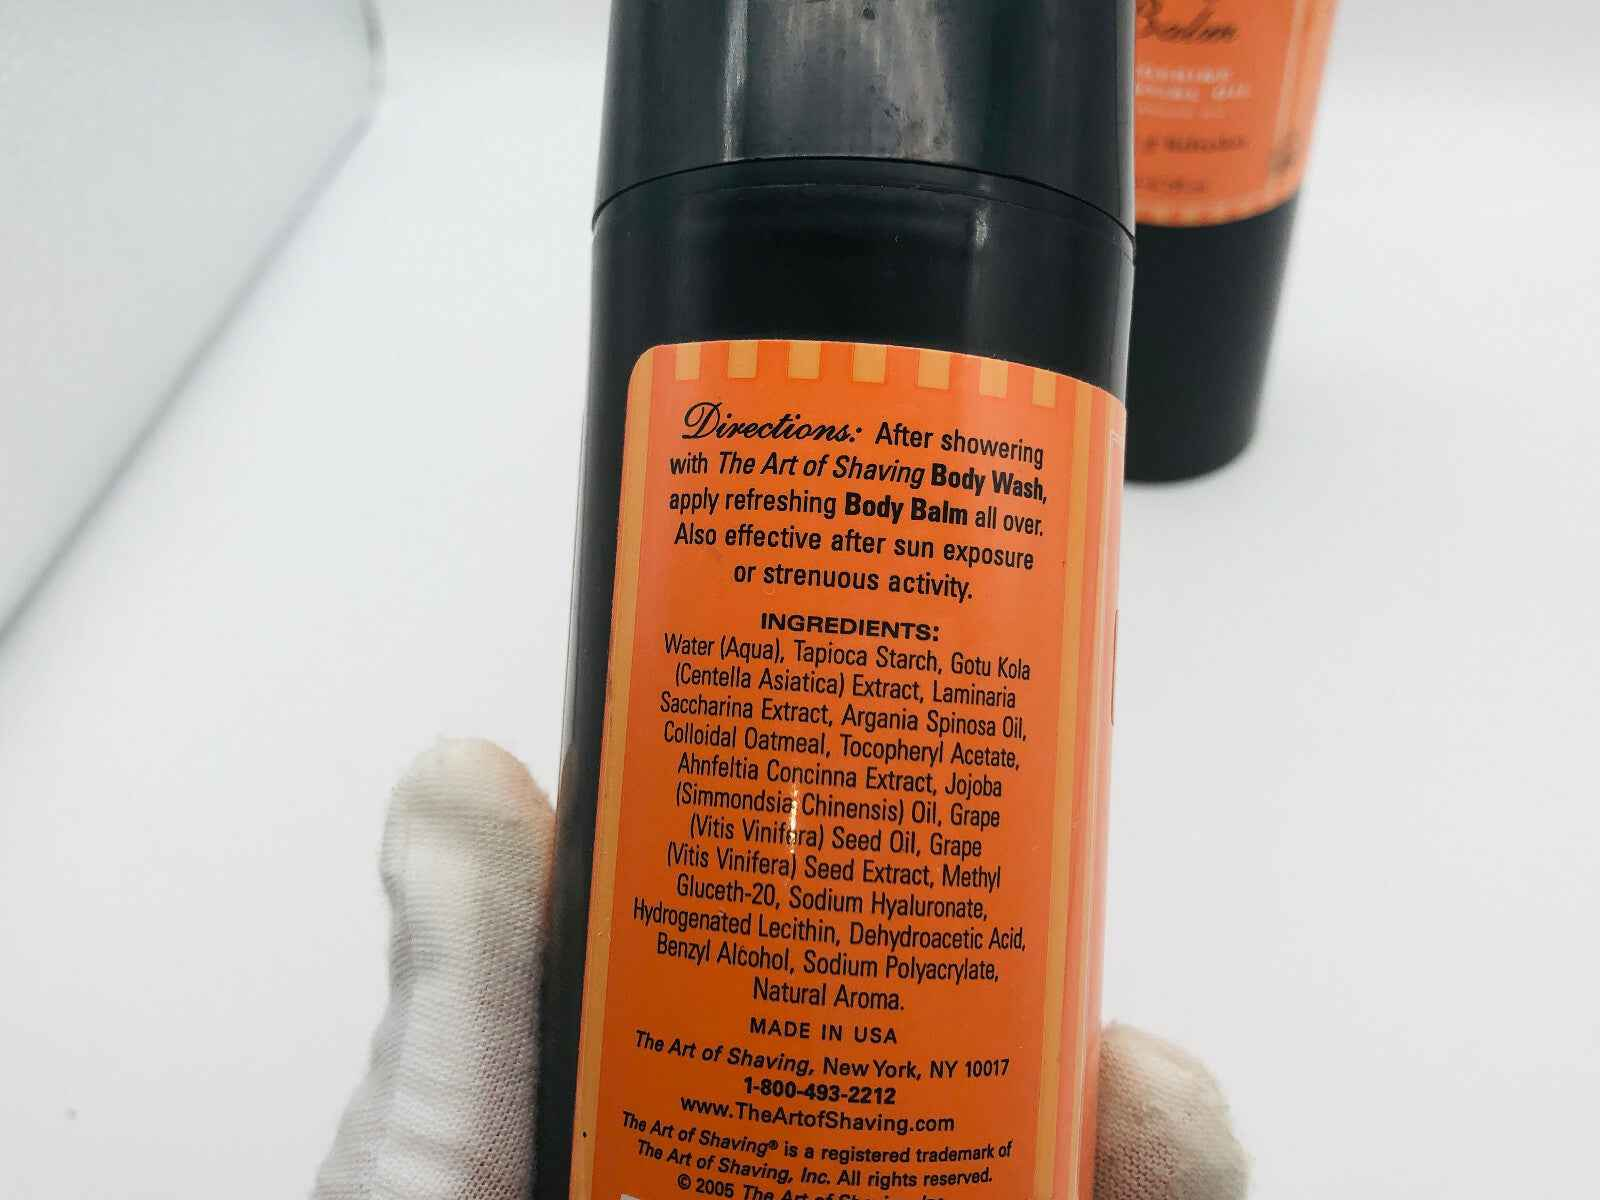 Balm
Directions: After showering
with The Art of Shaving Body Wash,
apply refreshing Body Balm all over.
Also effective after sun exposure
or strenuous activity.
INGREDIENTS:
Water (Aqua), Tapioca Starch, Gotu Kola
(Centella Asiatica) Extract, Laminaria
Saccharina Extract, Argania Spinosa Oil,
Colloidal Oatmeal, Tocopheryl Acetate,
Ahnfeltia Concinna Extract, Jojoba
(Simmondsia Chinensis) Oil, Grape
(Vitis Vinifera) Seed Oil, Grape
(Vitis Vinifera) Seed Extract, Methyl
Gluceth-20, Sodium Hyaluronate,
Hydrogenated Lecithin, Dehydroacetic Acid,
Benzyl Alcohol, Sodium Polyacrylate,
Natural Aroma.
MADE IN USA
The Art of Shaving, New York, NY 10017
1-800-493-2212
www.TheArtofShaving.com
The Art of Shaving® is a registered trademark of
The Art of Shaving, Inc. All rights reserved.
© 2005 The Art of Shaving